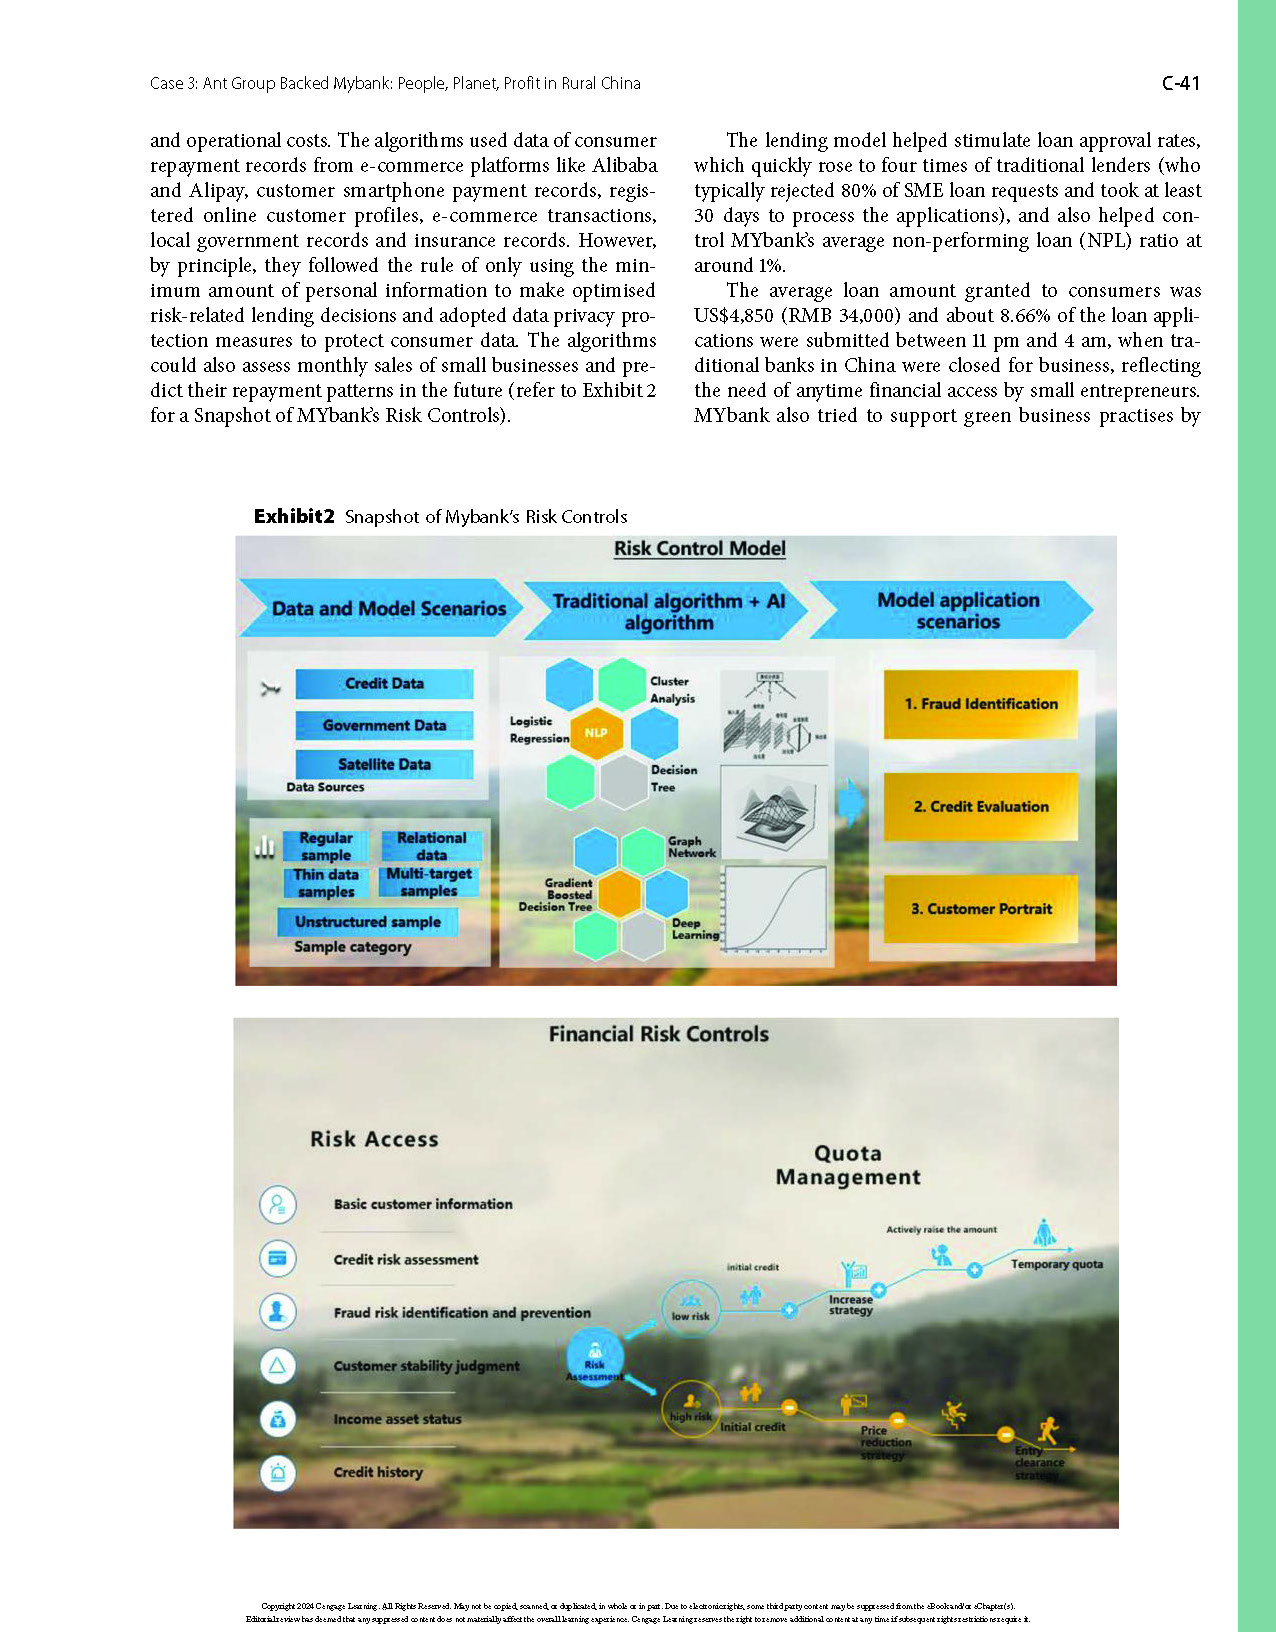 Case 3: Ant Group Backed Mybank: People, Planet, Profit in Rural China
C-41
and operational costs. The algorithms used data of consumer
repayment records from e-commerce platforms like Alibaba
and Alipay, customer smartphone payment records, regis-
tered online customer profiles, e-commerce transactions,
local government records and insurance records. However,
by principle, they followed the rule of only using the min-
imum amount of personal information to make optimised
risk-related lending decisions and adopted data privacy pro-
tection measures to protect consumer data. The algorithms
could also assess monthly sales of small businesses and pre-
dict their repayment patterns in the future (refer to Exhibit 2
for a Snapshot of MYbank's Risk Controls).
The lending model helped stimulate loan approval rates,
which quickly rose to four times of traditional lenders (who
typically rejected 80% of SME loan requests and took at least
30 days to process the applications), and also helped con-
trol MYbank's average non-performing loan (NPL) ratio at
around 1%.
The average loan amount granted to consumers was
US$4,850 (RMB 34,000) and about 8.66% of the loan appli-
cations were submitted between 11 pm and 4 am, when tra-
ditional banks in China were closed for business, reflecting
the need of anytime financial access by small entrepreneurs.
MYbank also tried to support green business practises by
Exhibit2 Snapshot of Mybank's Risk Controls
Risk Control Model
Data and Model Scenarios
Traditional algorithm + AI
algorithm
Model application
scenarios
Credit Data
Government Data
Satellite Data
Data Sources
Regular
sample
Relational
data
Thin data
samples
Multi-target
samples
Unstructured sample
Sample category
Cluster
Analysis
Logistic
Regression
NLP
Decision
Tree
Graph
Network
Gradient
Boosted
Decision Tree
Deep
Learning
1. Fraud Identification
2. Credit Evaluation
3. Customer Portrait
Financial Risk Controls
Risk Access
Basic customer information
Credit risk assessment
Fraud risk identification and prevention
Customer stability judgment
Income asset status
Credit history
Quota
Management
Risk
Assessment
low risk
initial credit
Increase
strategy
Actively raise the amount
Temporary quota
high risk
Initial credit
Price
reduction
strategy
Entry
clearance
strategy
Copyright 2024 Cengage Learning. All Rights Reserved. May not be copied, scanned, or duplicated, in whole or in part. Due to electronic rights, some third party content may be suppressed from the eBook and/or eChapter(s).
Editorial review has deemed that any suppressed content does not materially affect the overall learning experience. Cengage Learning reserves the right to remove additional content at any time if subsequent rights restrictions require it.